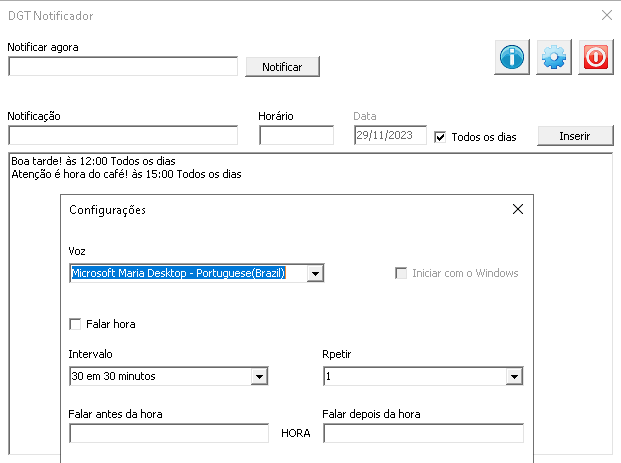 DGT Notificador
Notificar agora
Notificar
Notificação
Horário
Data
29/11/2023
Todos os dias
Inserir
Boa tarde! às 12:00 Todos os dias
Atenção é hora do café! às 15:00 Todos os dias
Configurações
Voz
Microsoft Maria Desktop - Portuguese(Brazil)
Iniciar com o Windows
Falar hora
Intervalo
Rpetir
30 em 30 minutos
1
Falar antes da hora
Falar depois da hora
HORA